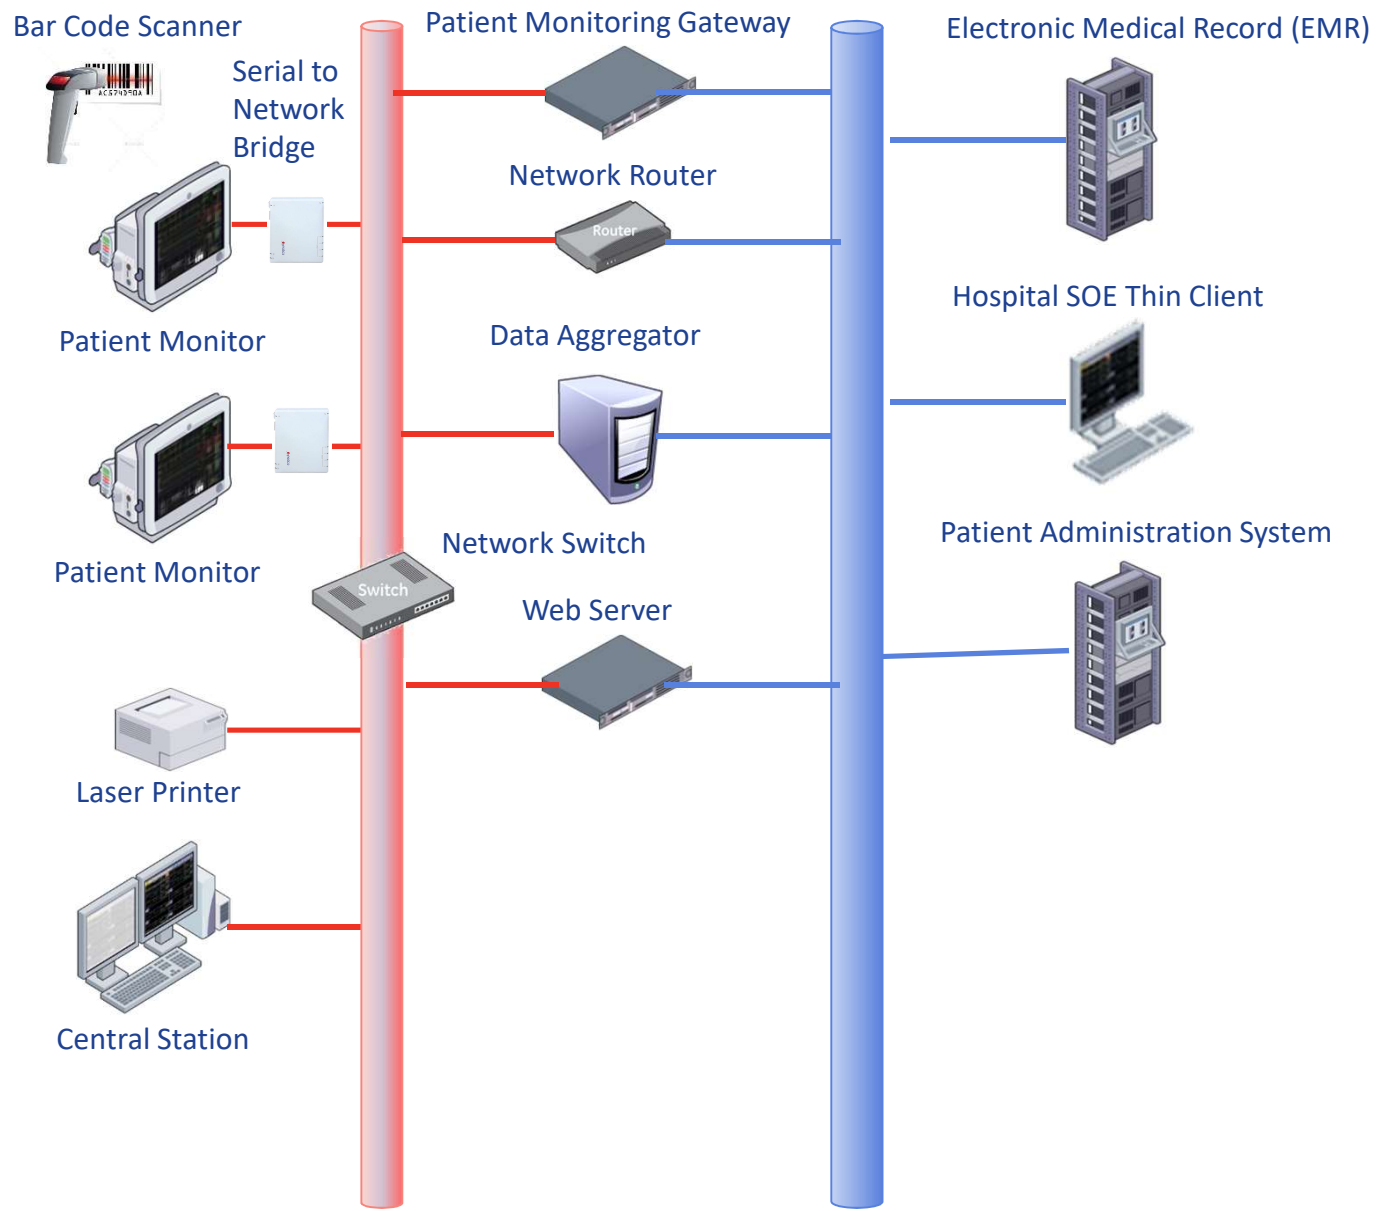 Bar Code Scanner
Patient Monitoring Gateway
Electronic Medical Record (EMR)
Serial to
Network
Bridge
Network Router
Router
Patient Monitor
Data Aggregator
Hospital SOE Thin Client
Patient Monitor
Network Switch
Switch
Web Server
Patient Administration System
Laser Printer
Central Station